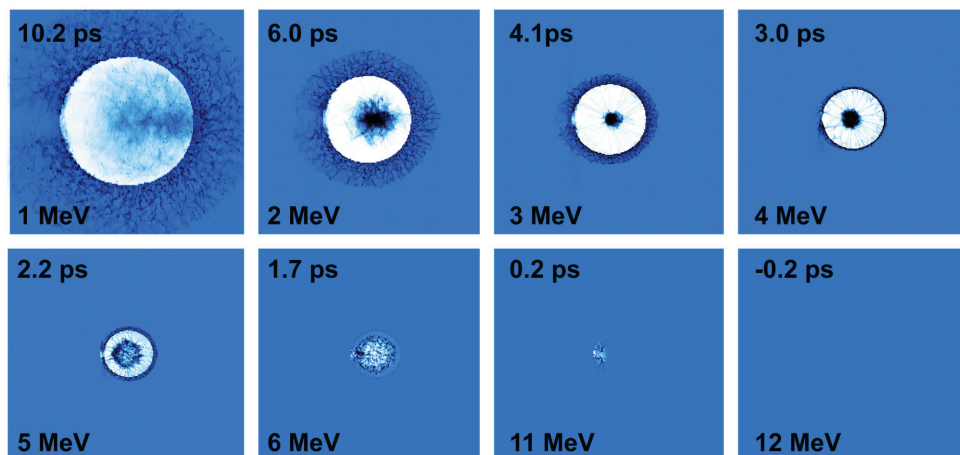 10.2 ps
6.0 ps
4.1ps
3.0 ps
1 MeV
2 MeV
3 MeV
4 MeV
2.2 ps
1.7 ps
0.2 ps
-0.2 ps
5 MeV
6 MeV
11 MeV
12 MeV